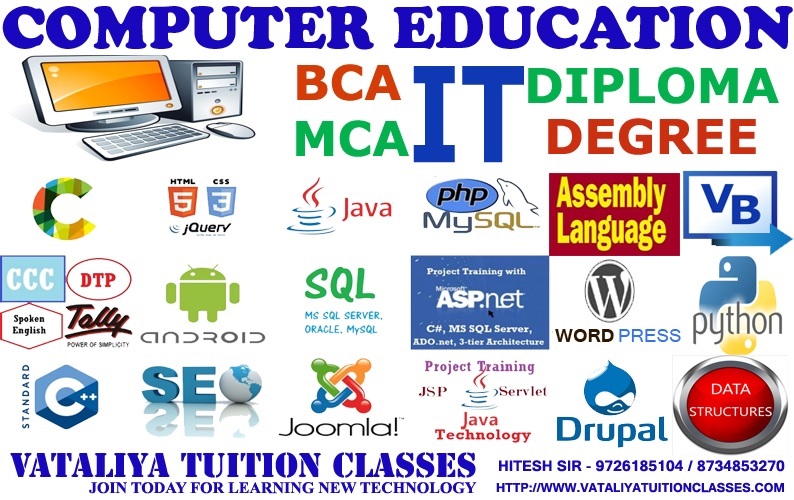 COMPUTER EDUCATION
BCA
MCA
IT
DIPLOMA
DEGREE
C
HTML CSS
5 3
jQuery
Java
php
MySQL
Assembly
Language
VB
CCC
DTP
Spoken
English
Tally
POWER OF SIMPLICITY
ANDROID
SQL
MS SQL SERVER,
ORACLE, MySQL
Project Training with
Microsoft
ASP.net
C#, MS SQL Server,
ADO.net, 3-tier Architecture
W
WORD PRESS
python
STANDARD
C++
SEO
Joomla!™
Project Training
JSP Servlet
Java
Technology
Drupal
DATA
STRUCTURES
VATALIYA TUITION CLASSES
JOIN TODAY FOR LEARNING NEW TECHNOLOGY
HITESH SIR - 9726185104 / 8734853270
HTTP://WWW.VATALIYATUITIONCLASSES.COM